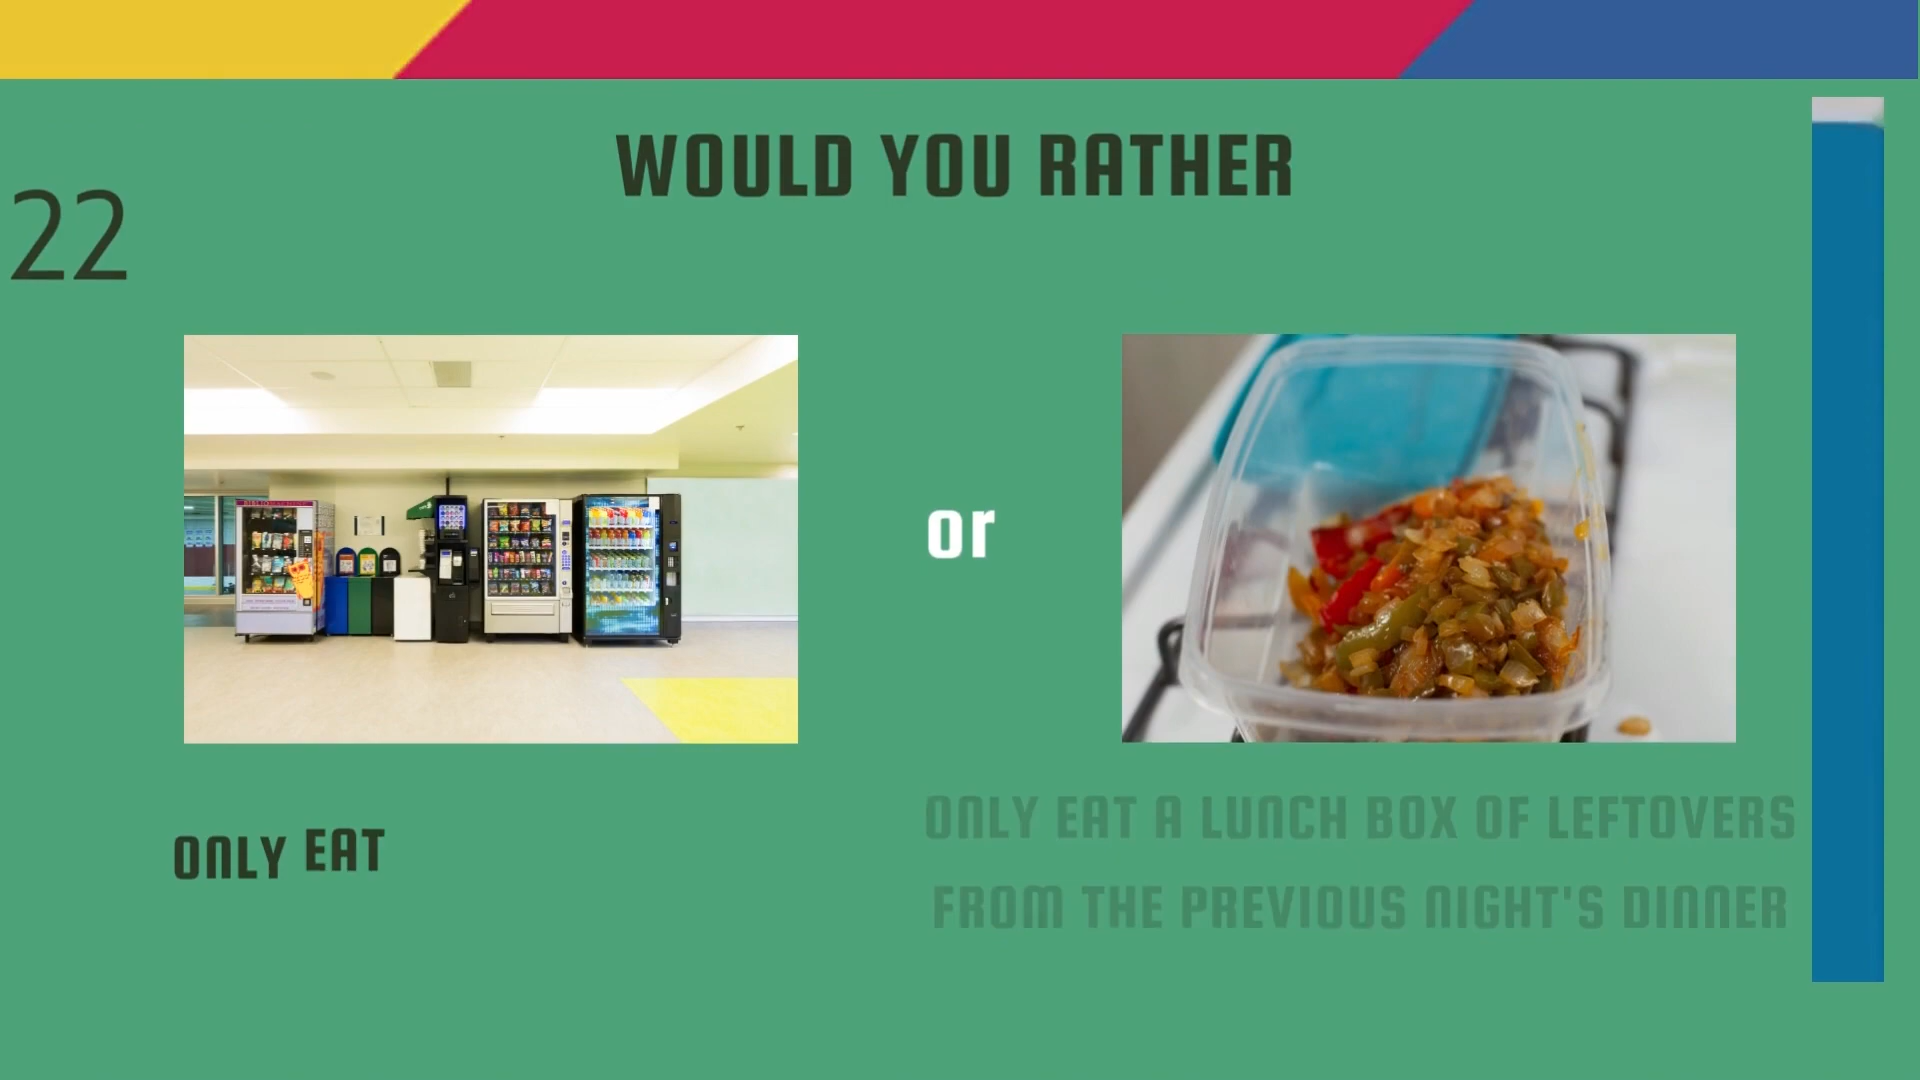 WOULD YOU RATHER
22
or
ONLY EAT
ONLY EAT A LUNCH BOX OF LEFTOVERS
FROM THE PREVIOUS NIGHT'S DINNER